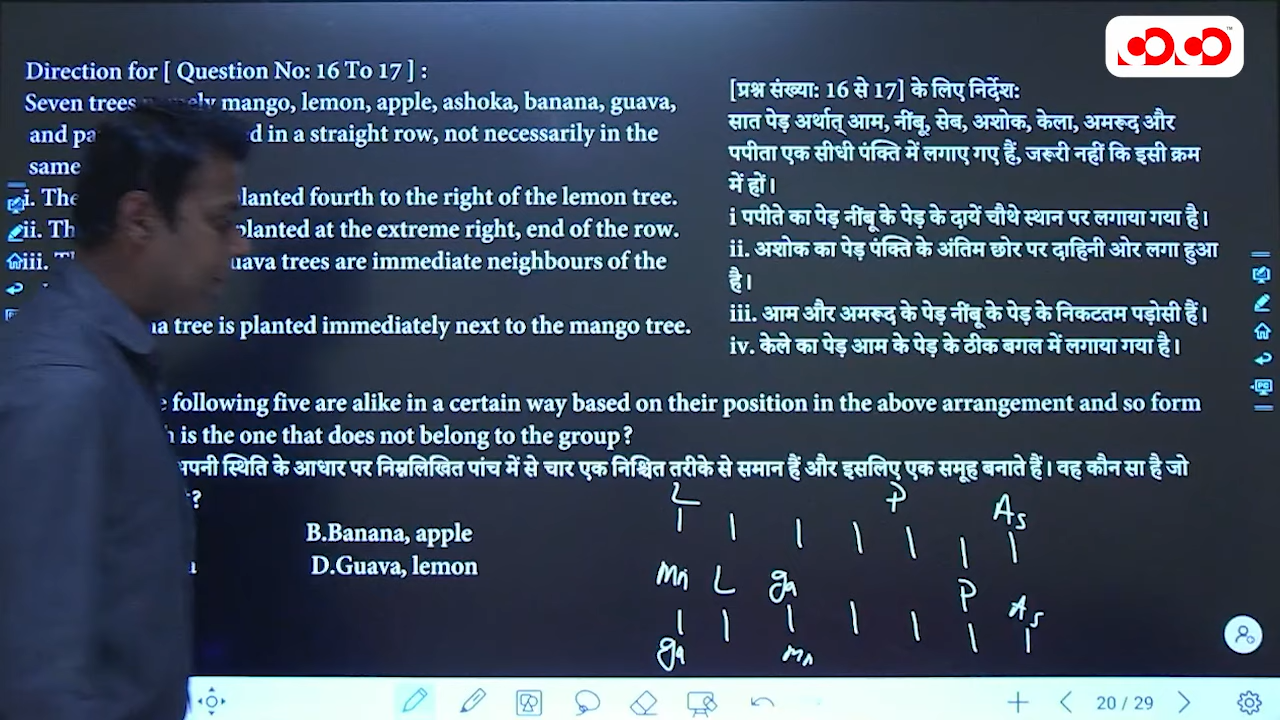 Direction for [ Question No: 16 To 17 ] :
Seven trees mango, lemon, apple, ashoka, banana, guava,
and in a straight row, not necessarily in the
same
i. The planted fourth to the right of the lemon tree.
ii. planted at the extreme right, end of the row.
iii. trees are immediate neighbours of the
tree is planted immediately next to the mango tree.
[प्रश्न संख्या: 16 से 17] के लिए निर्देश:
सात पेड़ अर्थात् आम, नींबू, सेब, अशोक, केला, अमरूद और
पपीता एक सीधी पंक्ति में लगाए गए हैं, जरूरी नहीं कि इसी क्रम
में हों।
i पपीते का पेड़ नींबू के पेड़ के दायें चौथे स्थान पर लगाया गया है।
ii. अशोक का पेड़ पंक्ति के अंतिम छोर पर दाहिनी ओर लगा हुआ
है।
iii. आम और अमरूद के पेड़ नींबू के पेड़ के निकटतम पड़ोसी हैं।
iv. केले का पेड़ आम के पेड़ के ठीक बगल में लगाया गया है।
following five are alike in a certain way based on their position in the above arrangement and so form
is the one that does not belong to the group?
अपनी स्थिति के आधार पर निम्नलिखित पांच में से चार एक निश्चित तरीके से समान हैं और इसलिए एक समूह बनाते हैं। वह कौन सा है जो
?
B.Banana, apple
D.Guava, lemon
L P As
Mn L ga P As
ga Mn
20 / 29